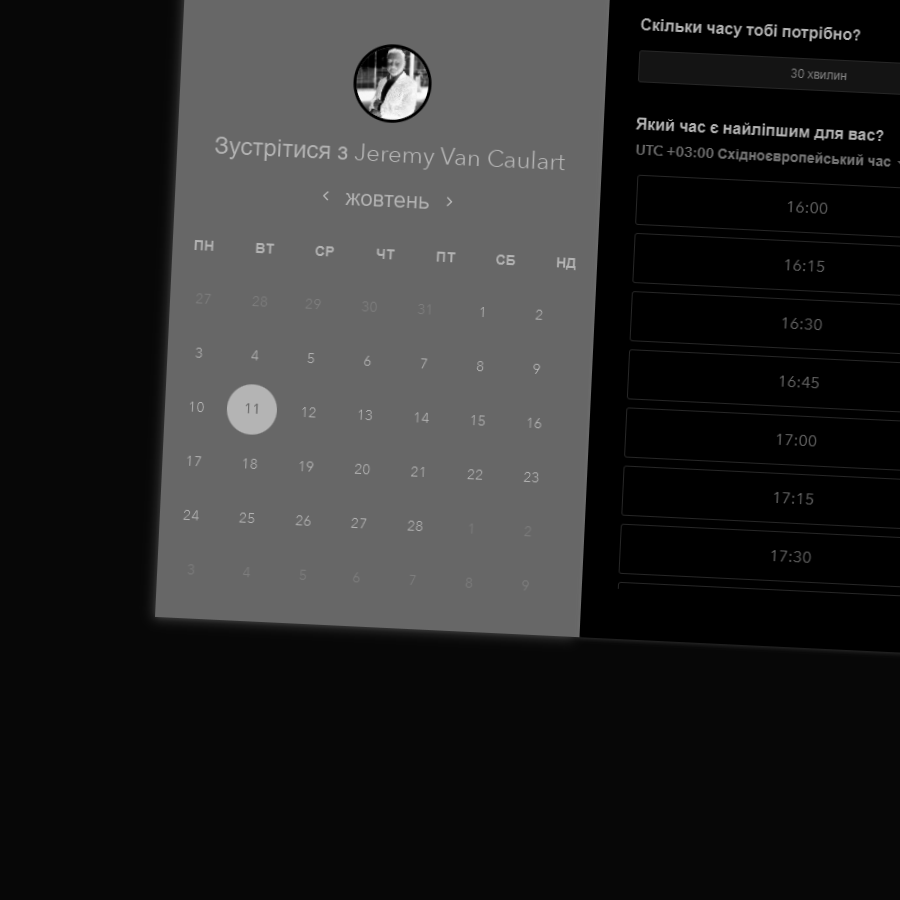 Зустрітися з Jeremy Van Caulart
‹ жовтень ›
ПН ВТ СР ЧТ ПТ СБ НД
27 28 29 30 31 1 2
3 4 5 6 7 8 9
10 11 12 13 14 15 16
17 18 19 20 21 22 23
24 25 26 27 28 1 2
3 4 5 6 7 8 9
Скільки часу тобі потрібно?
30 хвилин
Який час є найліпшим для вас?
UTC +03:00 Східноєвропейський час
16:00
16:15
16:30
16:45
17:00
17:15
17:30